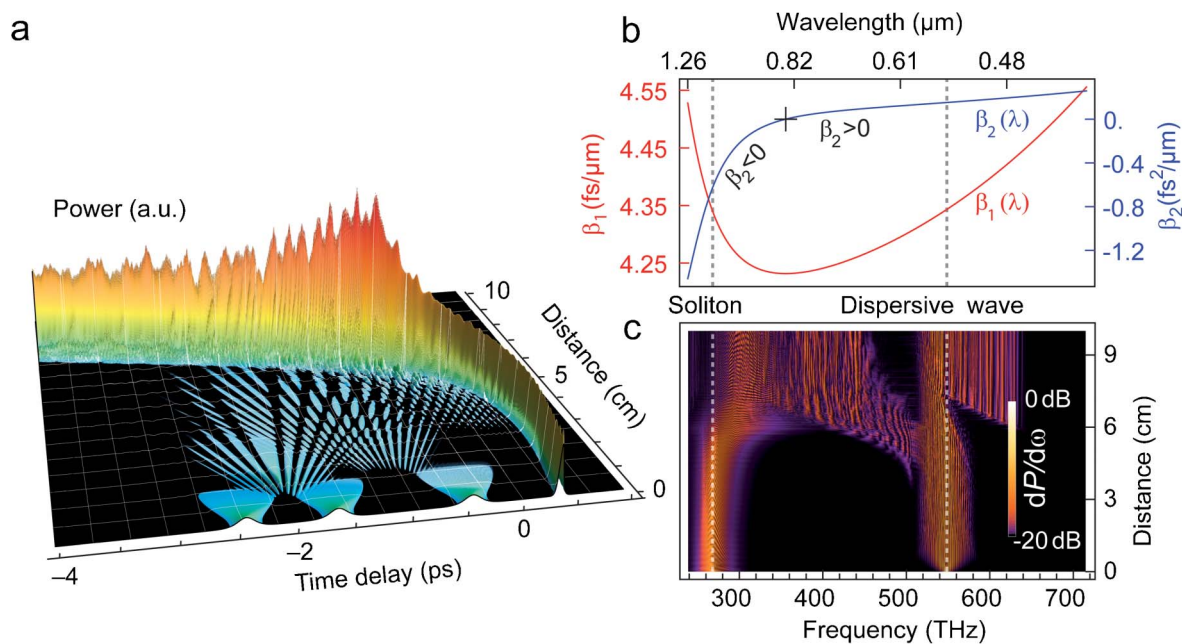 a
Power (a.u.)
10
5
0
Distance (cm)
−4
−2
0
Time delay (ps)
b
Wavelength (µm)
1.26 0.82 0.61 0.48
4.55
4.45
4.35
4.25
β1 (fs/µm)
β2<0
β2>0
β2(λ)
β1(λ)
0.
-0.4
-0.8
-1.2
β2(fs²/µm)
Soliton Dispersive wave
c
0 dB
-20 dB
dP/dω
9
6
3
0
Distance (cm)
300 400 500 600 700
Frequency (THz)